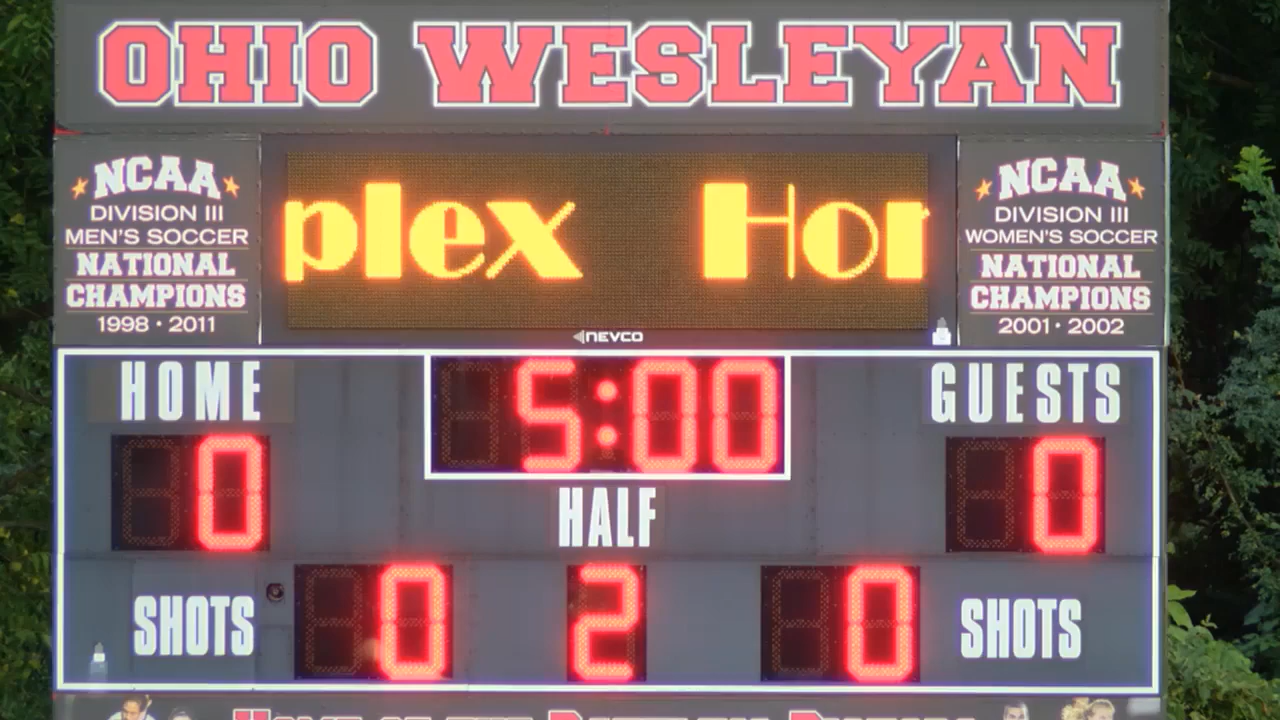 OHIO WESLEYAN
NCAA
DIVISION III
MEN'S SOCCER
NATIONAL
CHAMPIONS
1998 • 2011
plex Hor
NEVCO
NCAA
DIVISION III
WOMEN'S SOCCER
NATIONAL
CHAMPIONS
2001 • 2002
HOME
5:00
GUESTS
0
HALF
0
SHOTS
0
2
0
SHOTS